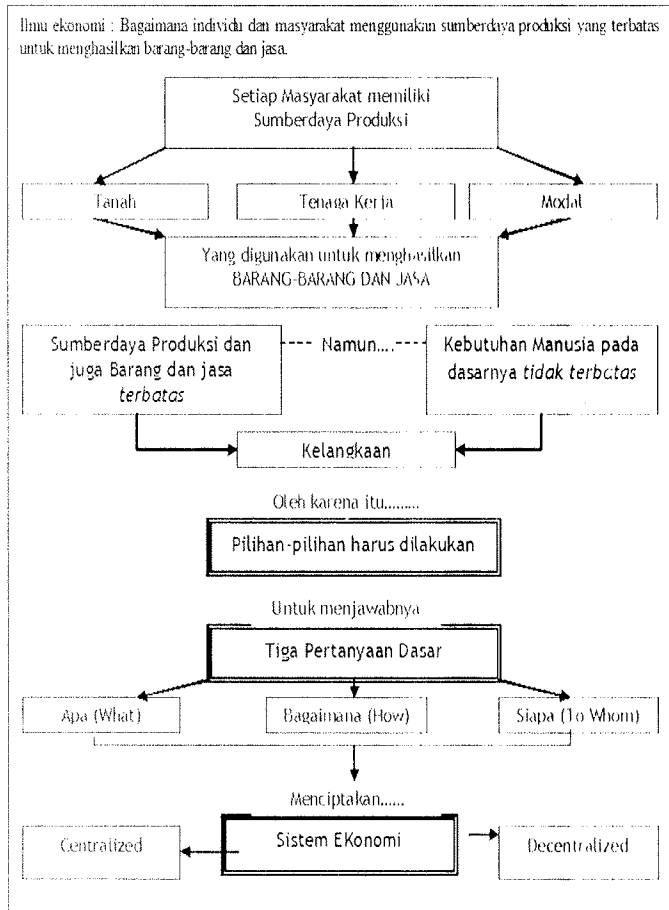 Ilmu ekonomi : Bagaimana individu dan masyarakat menggunakan sumberdaya produksi yang terbatas
untuk menghasilkan barang-barang dan jasa.
Setiap Masyarakat memiliki
Sumberdaya Produksi
Tanah
Tenaga Kerja
Modal
Yang digunakan untuk menghasilkan
BARANG-BARANG DAN JASA
Sumberdaya Produksi dan
juga Barang dan jasa
terbatas
Namun....
Kebutuhan Manusia pada
dasarnya tidak terbatas
Kelangkaan
Oleh karena itu.........
Pilihan-pilihan harus dilakukan
Untuk menjawabnya
Tiga Pertanyaan Dasar
Apa (What)
Bagaimana (How)
Siapa (To Whom)
Menciptakan......
Centralized
Sistem EKonomi
Decentralized